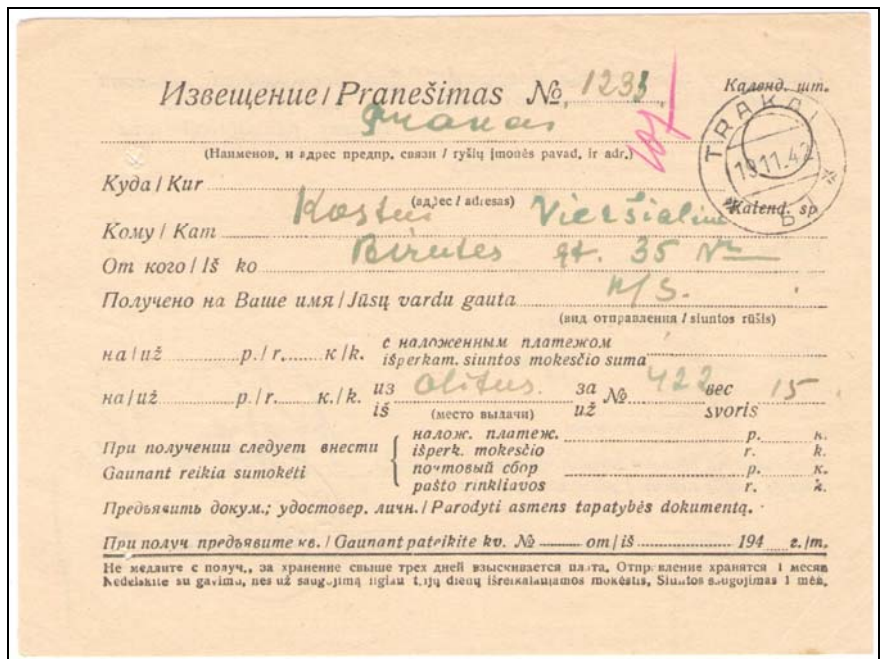 Извещение / Pranešimas № 1233
Календ. шт.
TRAKAI
19.11.42
(Наименов. и адрес предпр. связи / ryšių įmonės pavad. ir adr.)
Куда / Kur
(адрес / adresas)
Kalend. sp.
Кому / Kam
От кого / Iš ko Birutes gt. 35 Nr
Получено на Ваше имя / Jūsų vardu gauta
(вид отправления / siuntos rūšis)
на / už р. / r. к / k. с наложенным платежом
išperkam. siuntos mokesčio suma
на / už р. / r. к. / k. из Olitus. за № 422 вес 15
iš (место выдачи) už svoris
При получении следует внести { налож. платеж. р. к.
išperk. mokesčio r. k.
Gaunant reikia sumokėti почтовый сбор р. к.
pašto rinkliavos r. k.
Предъявить докум.; удостовер. личн. / Parodyti asmens tapatybės dokumentą.
При получ предъявите кв. / Gaunant pateikite kv. № от / iš 194 г. / m.
Не медлите с получ., за хранение свыше трех дней взыскивается плата. Отправление хранятся 1 месяц
Nedelskite su gavimu, nes už saugojimą ilgiau trijų dienų išreikalaujamos mokestis, Siuntos saugojimas 1 mėn.